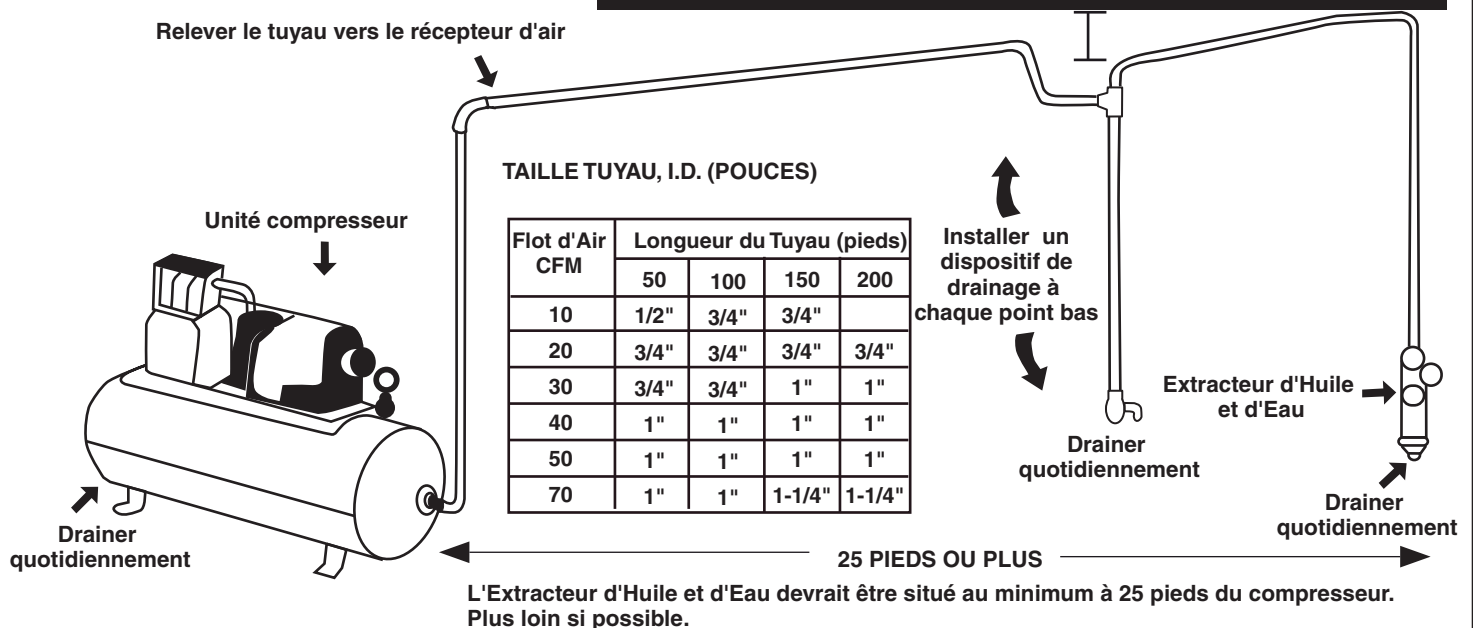 Relever le tuyau vers le récepteur d'air
Unité compresseur
TAILLE TUYAU, I.D. (POUCES)
Flot d'Air
CFM
Longueur du Tuyau (pieds)
50 100 150 200
10 1/2" 3/4" 3/4"
20 3/4" 3/4" 3/4" 3/4"
30 3/4" 3/4" 1" 1"
40 1" 1" 1" 1"
50 1" 1" 1" 1"
70 1" 1" 1-1/4" 1-1/4"
Installer un
dispositif de
drainage à
chaque point bas
Extracteur d'Huile
et d'Eau
Drainer
quotidiennement
Drainer
quotidiennement
Drainer
quotidiennement
25 PIEDS OU PLUS
L'Extracteur d'Huile et d'Eau devrait être situé au minimum à 25 pieds du compresseur.
Plus loin si possible.